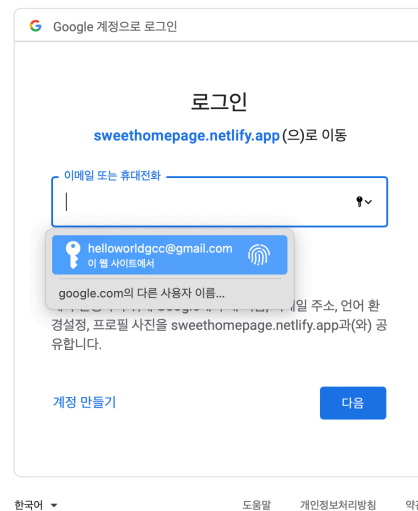 Google 계정으로 로그인
로그인
sweethomepage.netlify.app(으)로 이동
이메일 또는 휴대전화
helloworldgcc@gmail.com
이 웹 사이트에서
google.com의 다른 사용자 이름...
일 주소, 언어 환
경설정, 프로필 사진을 sweethomepage.netlify.app과(와) 공
유합니다.
계정 만들기
다음
한국어
도움말
개인정보처리방침